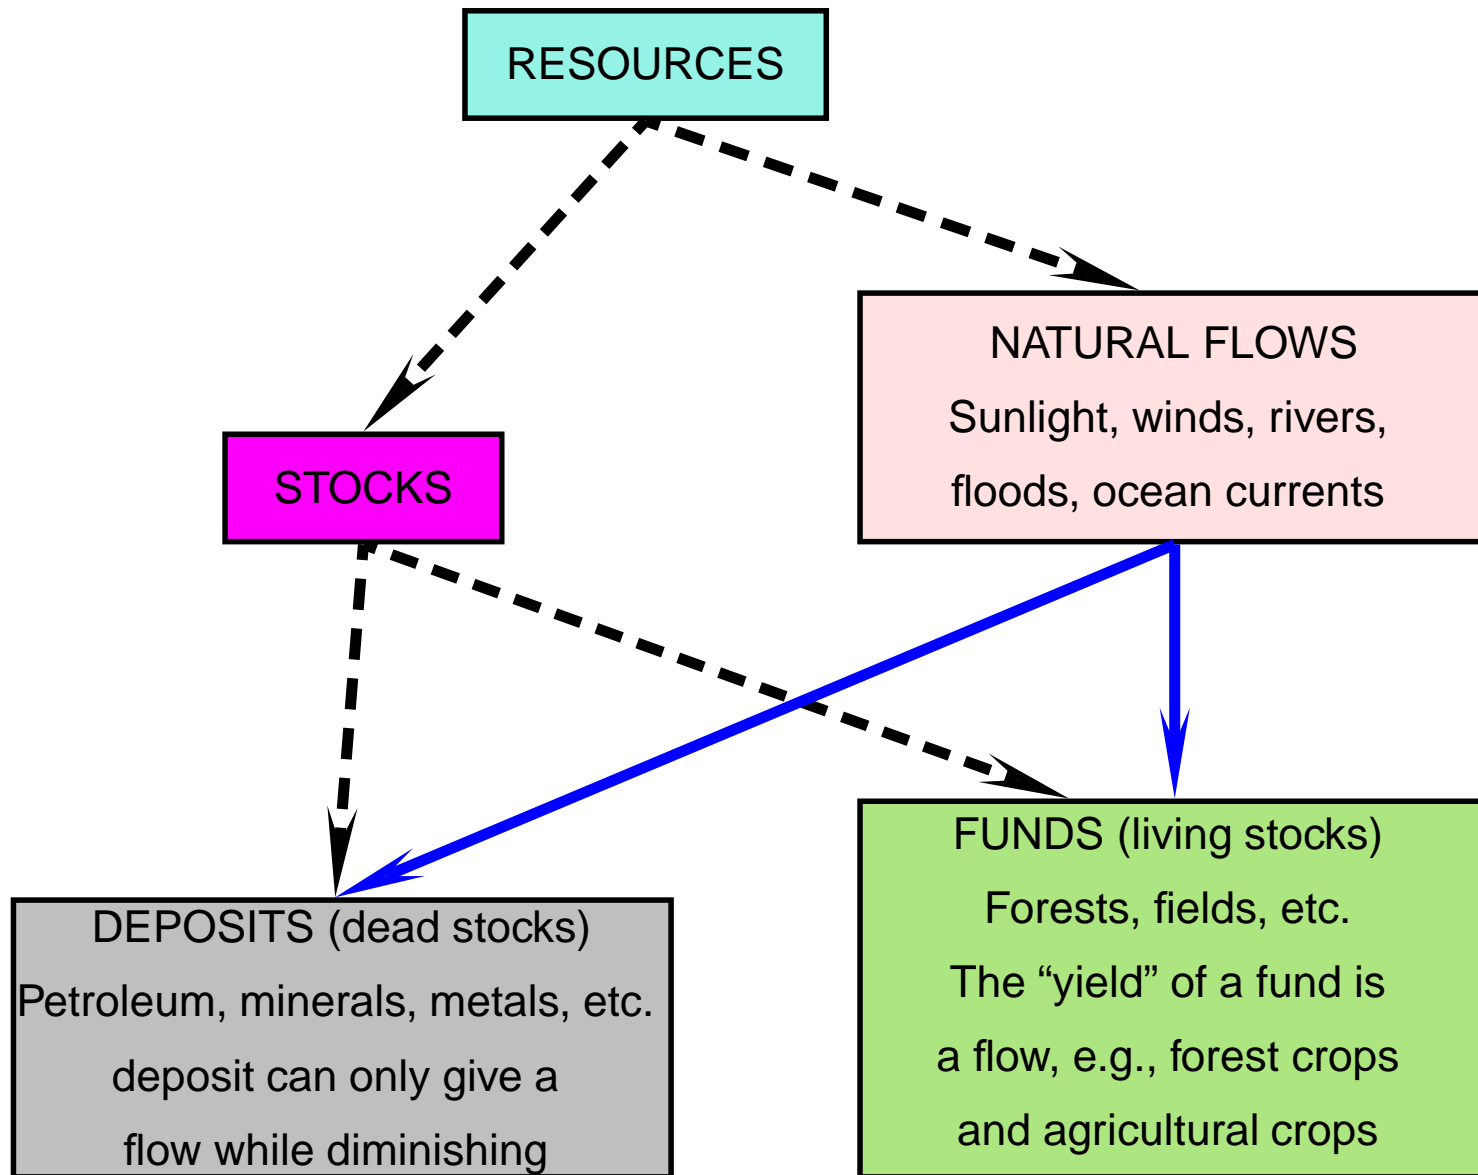 RESOURCES
NATURAL FLOWS
Sunlight, winds, rivers,
floods, ocean currents
STOCKS
FUNDS (living stocks)
Forests, fields, etc.
The “yield” of a fund is
a flow, e.g., forest crops
and agricultural crops
DEPOSITS (dead stocks)
Petroleum, minerals, metals, etc.
deposit can only give a
flow while diminishing